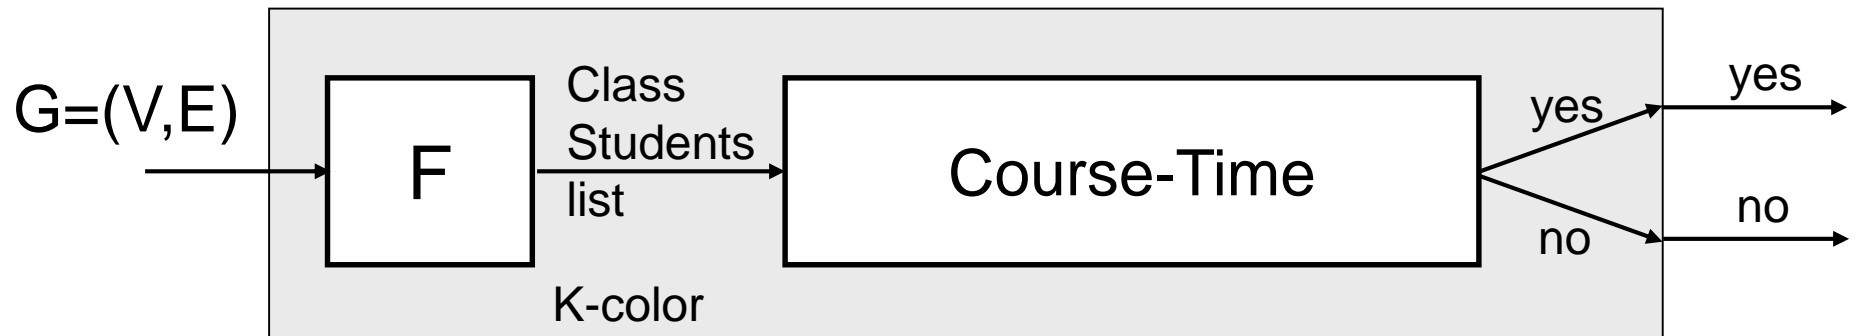 G=(V,E)
F
Class
Students
list
Course-Time
yes
no
yes
no
K-color